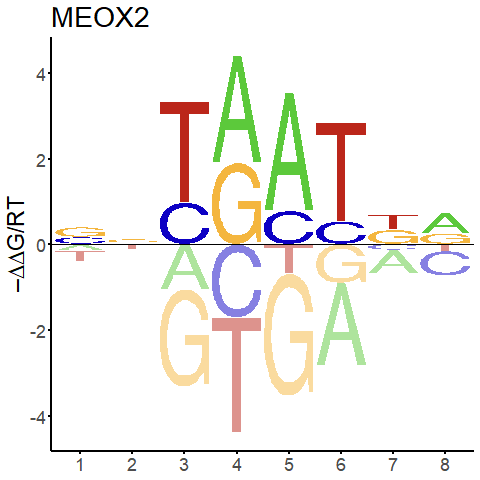 MEOX2
4
2
0
-2
-4
−ΔΔG/RT
1 2 3 4 5 6 7 8
G C A T
T
T C A G
A G C T
A C T G
T C G A
T G C A
A G T C